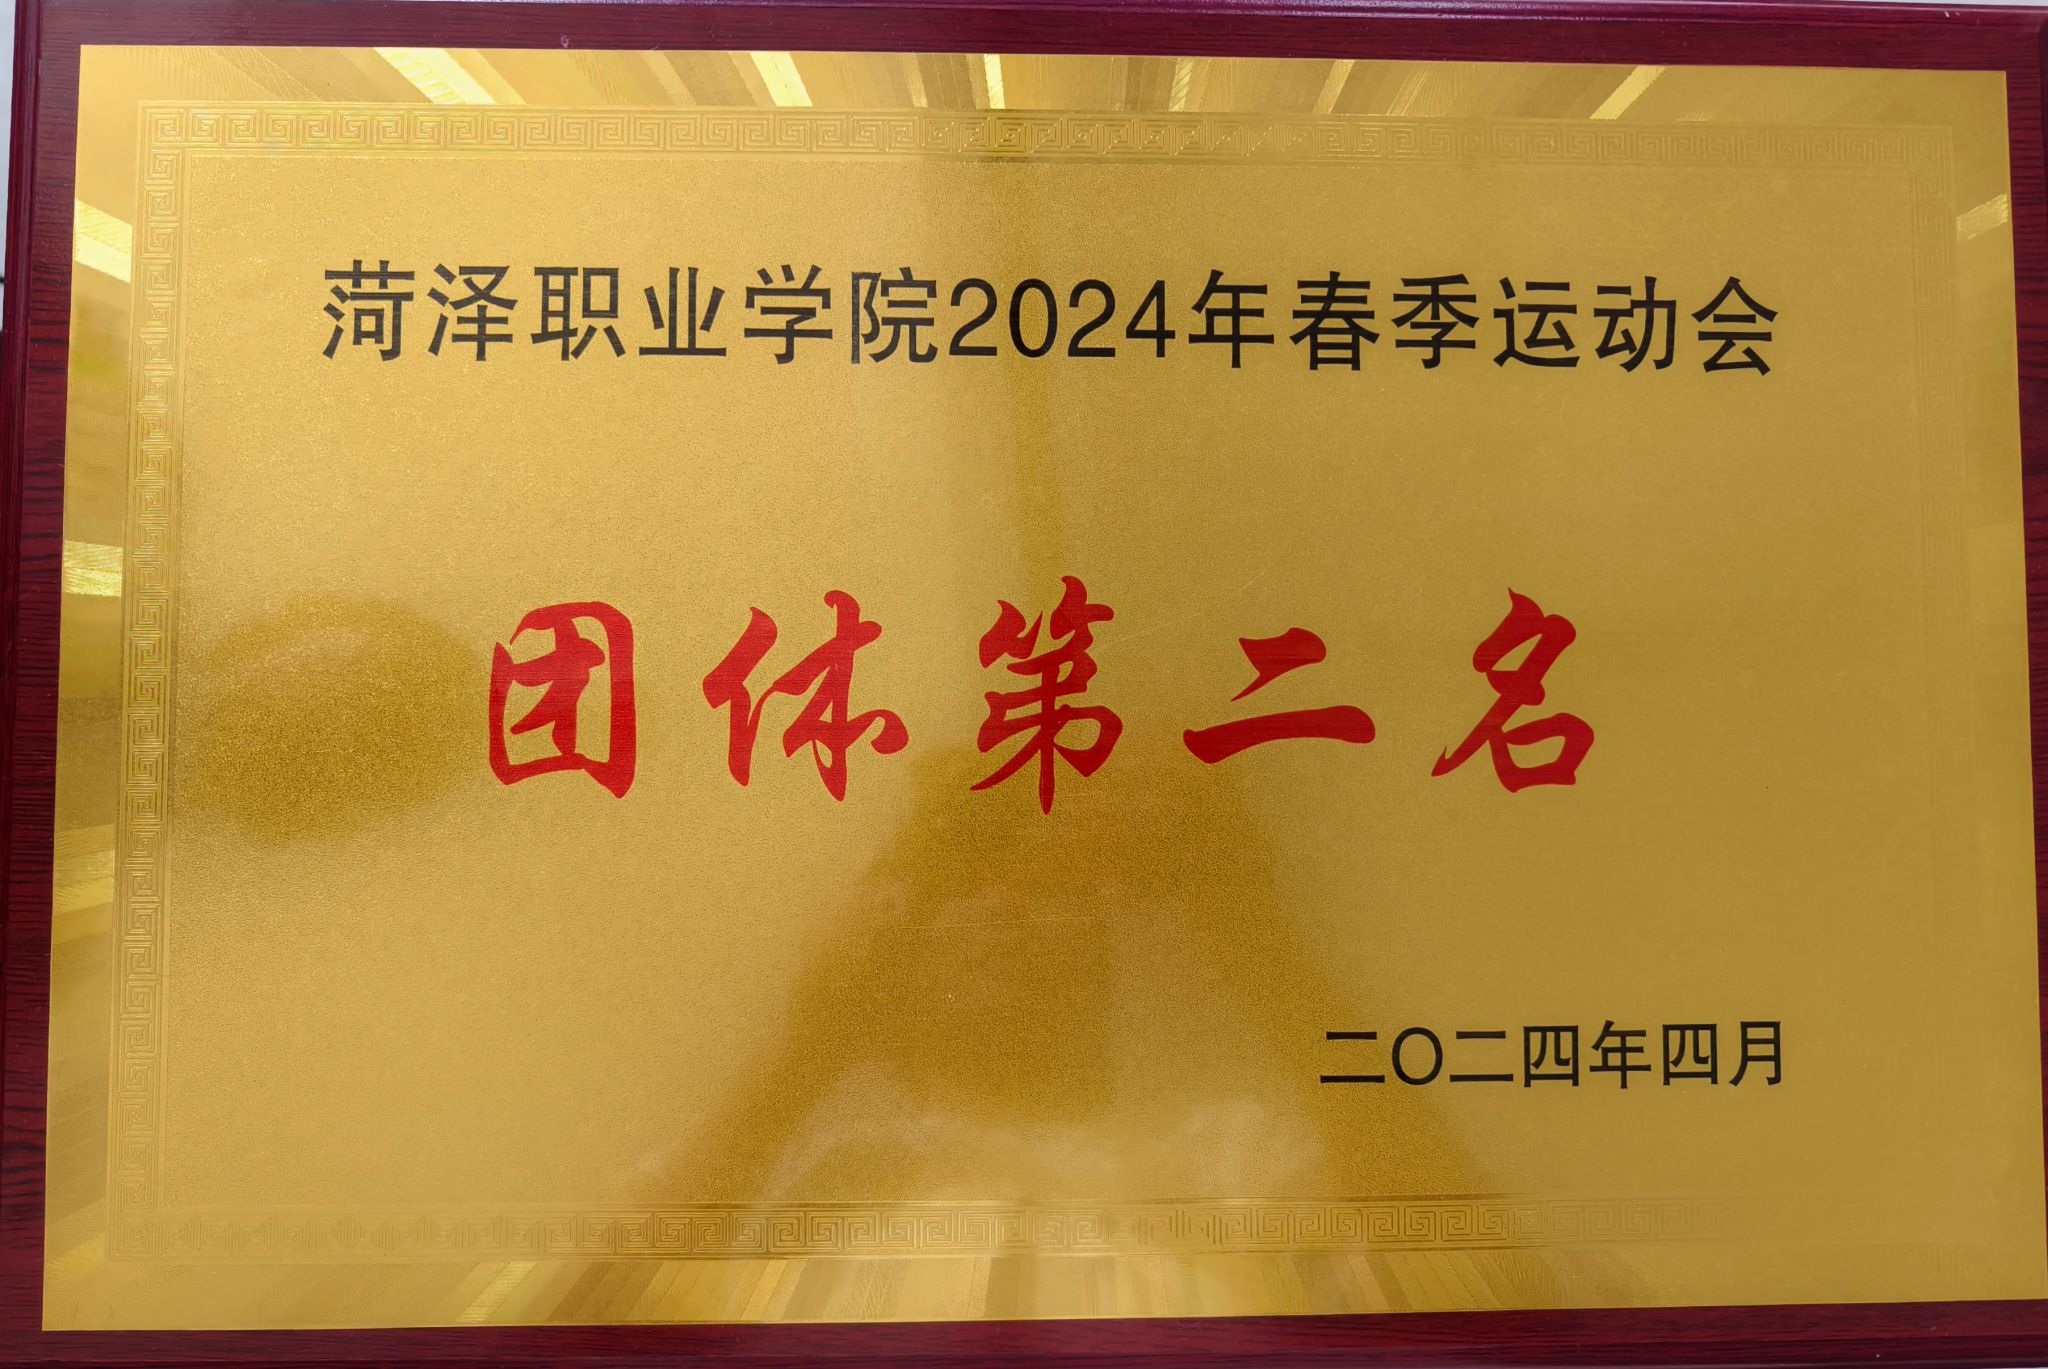 菏泽职业学院2024年春季运动会
团体第二名
二〇二四年四月